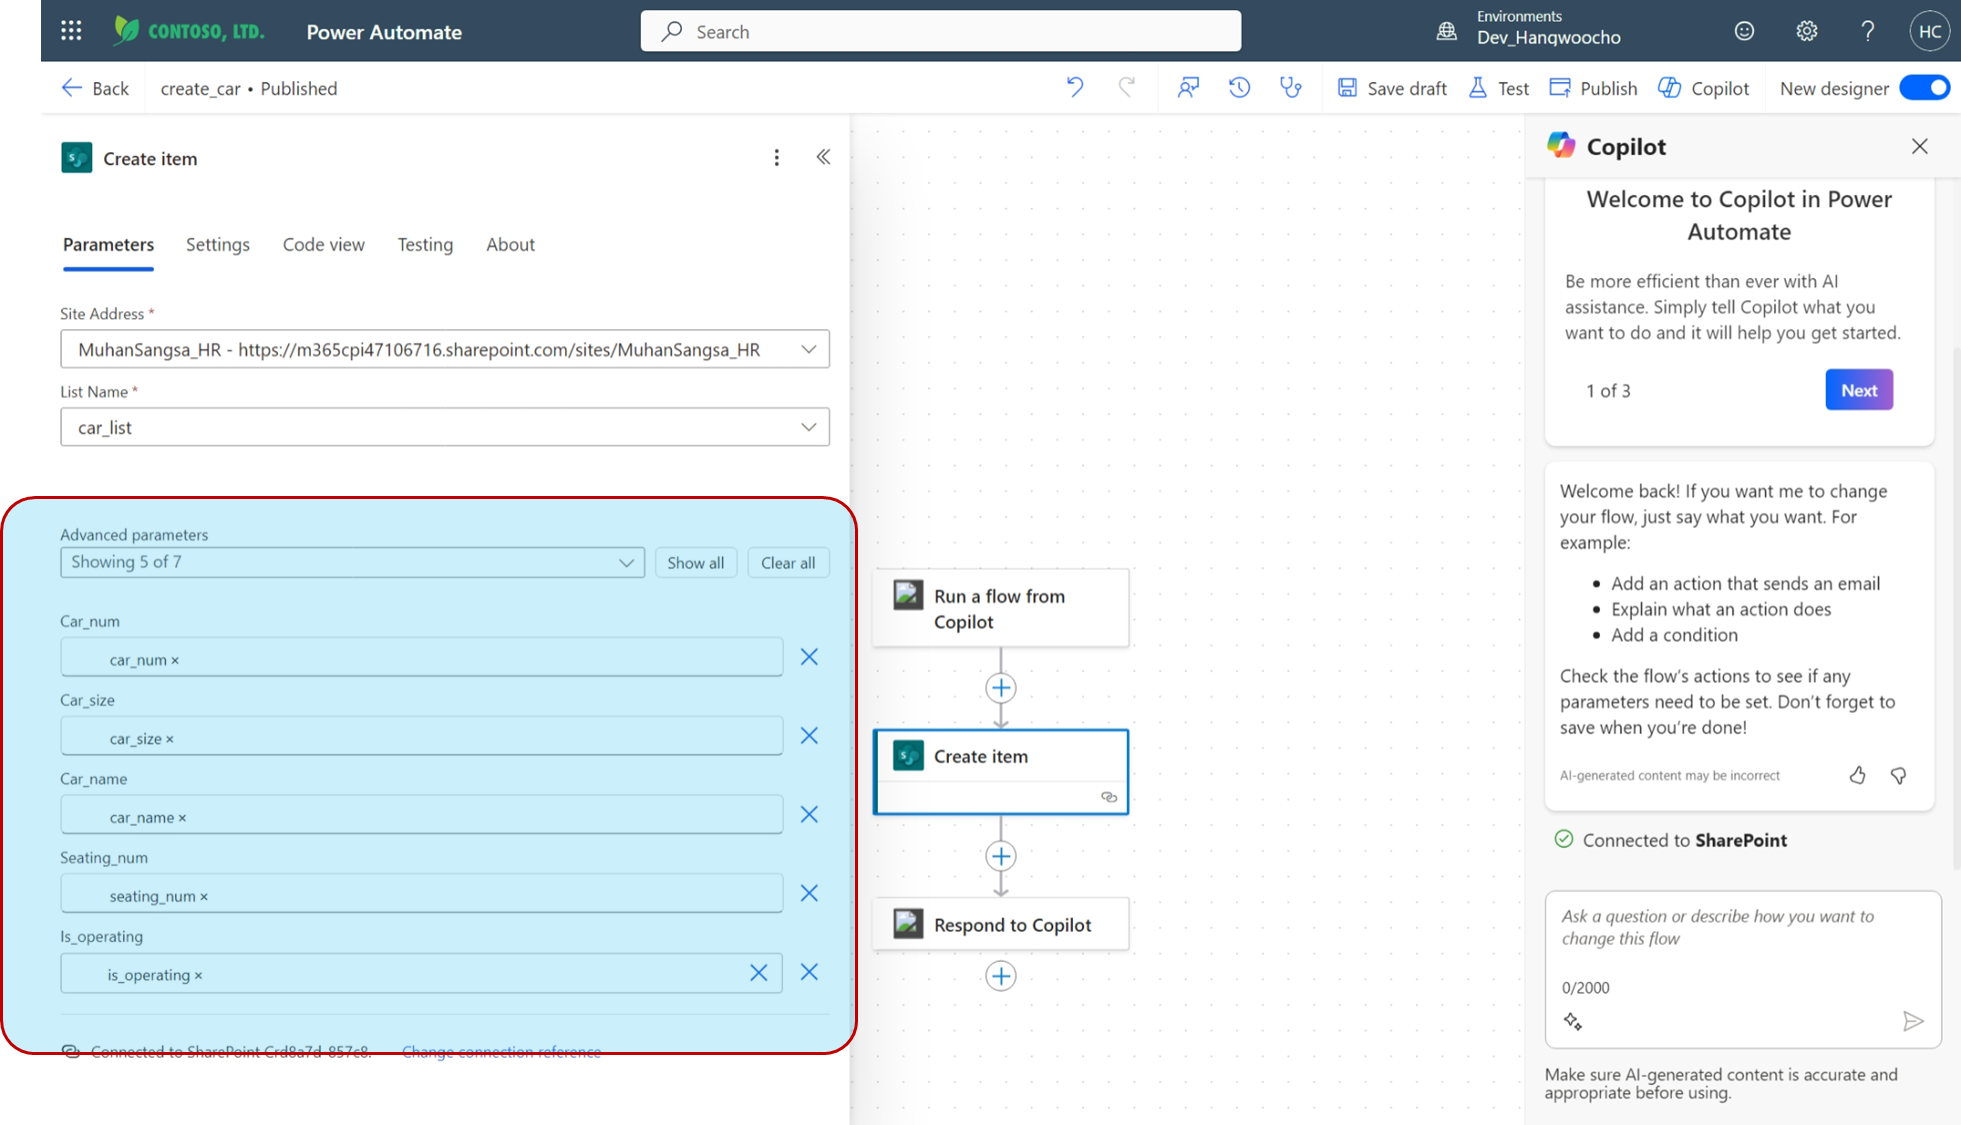 CONTOSO, LTD.
Power Automate
Search
Environments
Dev_Hangwoocho
HC
Back
create_car • Published
Save draft
Test
Publish
Copilot
New designer
Create item
Parameters
Settings
Code view
Testing
About
Site Address *
MuhanSangsa_HR - https://m365cpi47106716.sharepoint.com/sites/MuhanSangsa_HR
List Name *
car_list
Advanced parameters
Showing 5 of 7
Show all
Clear all
Car_num
car_num ×
Car_size
car_size ×
Car_name
car_name ×
Seating_num
seating_num ×
Is_operating
is_operating ×
Connected to SharePoint Crd8a7d-857c8.
Change connection reference
Run a flow from
Copilot
Create item
Respond to Copilot
Copilot
Welcome to Copilot in Power
Automate
Be more efficient than ever with AI
assistance. Simply tell Copilot what you
want to do and it will help you get started.
1 of 3
Next
Welcome back! If you want me to change
your flow, just say what you want. For
example:
• Add an action that sends an email
• Explain what an action does
• Add a condition
Check the flow's actions to see if any
parameters need to be set. Don't forget to
save when you're done!
AI-generated content may be incorrect
Connected to SharePoint
Ask a question or describe how you want to
change this flow
0/2000
Make sure AI-generated content is accurate and
appropriate before using.